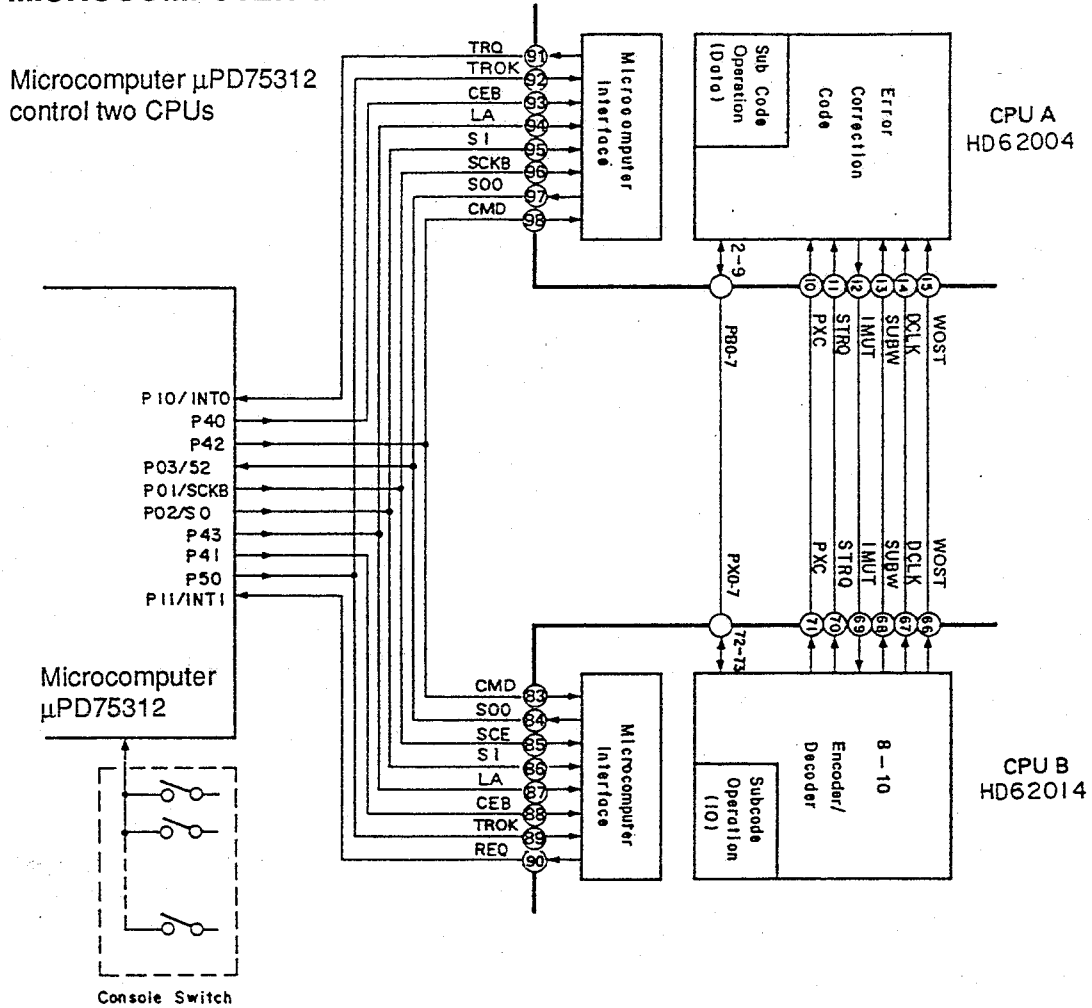 Microcomputer μPD75312
control two CPUs
TRQ
TROK
CEB
LA
SI
SCKB
SOO
CMD
91
92
93
94
95
96
97
98
Microcomputer
Interface
Sub Code
Operation
(Data)
Error
Correction
Code
CPU A
HD62004
2-9
10
11
12
13
14
15
PB0-7
PXC
STRQ
IMUT
SUBW
DCLK
WOST
P10/INT0
P40
P42
P03/52
P01/SCKB
P02/S0
P43
P41
P50
P11/INT1
Microcomputer
μPD75312
PX0-7
PXC
STRQ
IMUT
SUBW
DCLK
WOST
72-73
71
70
69
68
67
66
CMD
SOO
SCE
SI
LA
CEB
TROK
REQ
83
84
85
86
87
88
89
90
Microcomputer
Interface
8-10
Encoder/
Decoder
Subcode
Operation
(IO)
CPU B
HD62014
Console Switch